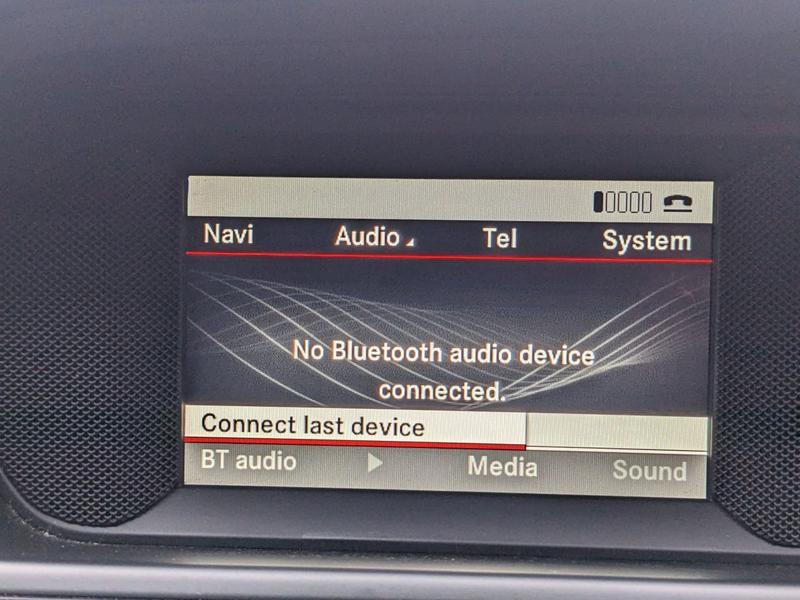 Navi Audio Tel System
No Bluetooth audio device
connected.
Connect last device
BT audio Media Sound